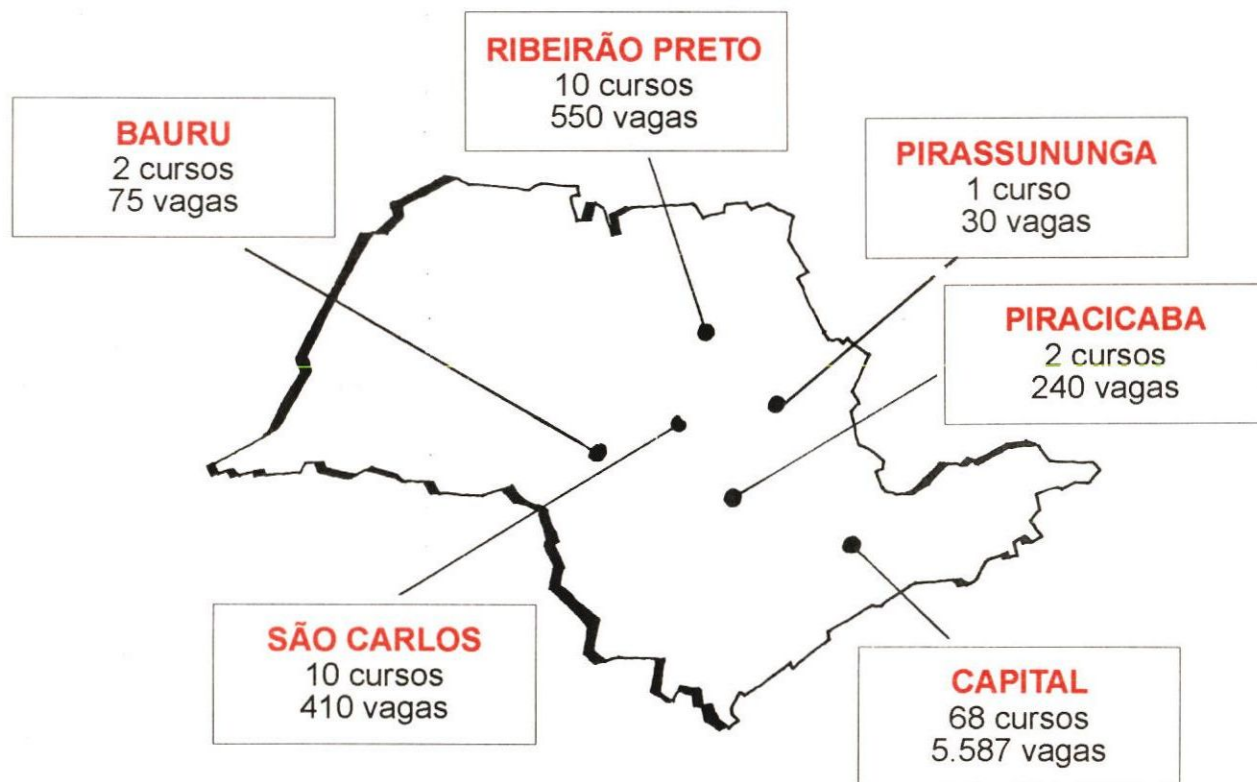 RIBEIRÃO PRETO
10 cursos
550 vagas
BAURU
2 cursos
75 vagas
PIRASSUNUNGA
1 curso
30 vagas
PIRACICABA
2 cursos
240 vagas
SÃO CARLOS
10 cursos
410 vagas
CAPITAL
68 cursos
5.587 vagas